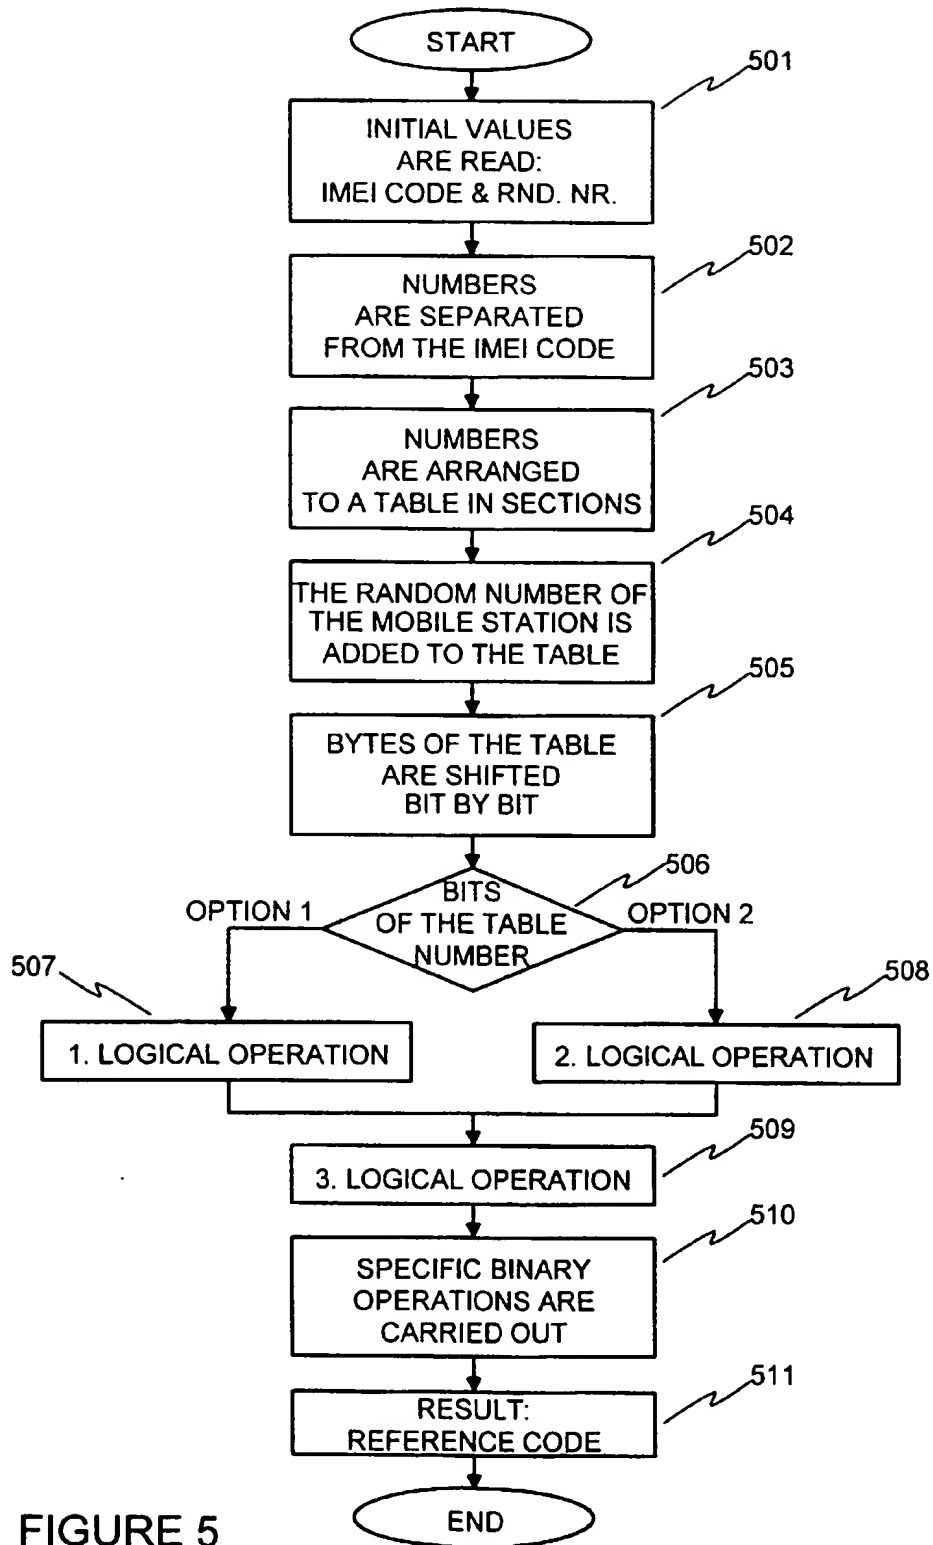 START
501
INITIAL VALUES
ARE READ:
IMEI CODE & RND. NR.
502
NUMBERS
ARE SEPARATED
FROM THE IMEI CODE
503
NUMBERS
ARE ARRANGED
TO A TABLE IN SECTIONS
504
THE RANDOM NUMBER OF
THE MOBILE STATION IS
ADDED TO THE TABLE
505
BYTES OF THE TABLE
ARE SHIFTED
BIT BY BIT
506
BITS
OF THE TABLE
NUMBER
OPTION 1
OPTION 2
507
508
1. LOGICAL OPERATION
2. LOGICAL OPERATION
509
3. LOGICAL OPERATION
510
SPECIFIC BINARY
OPERATIONS ARE
CARRIED OUT
511
RESULT:
REFERENCE CODE
END
FIGURE 5